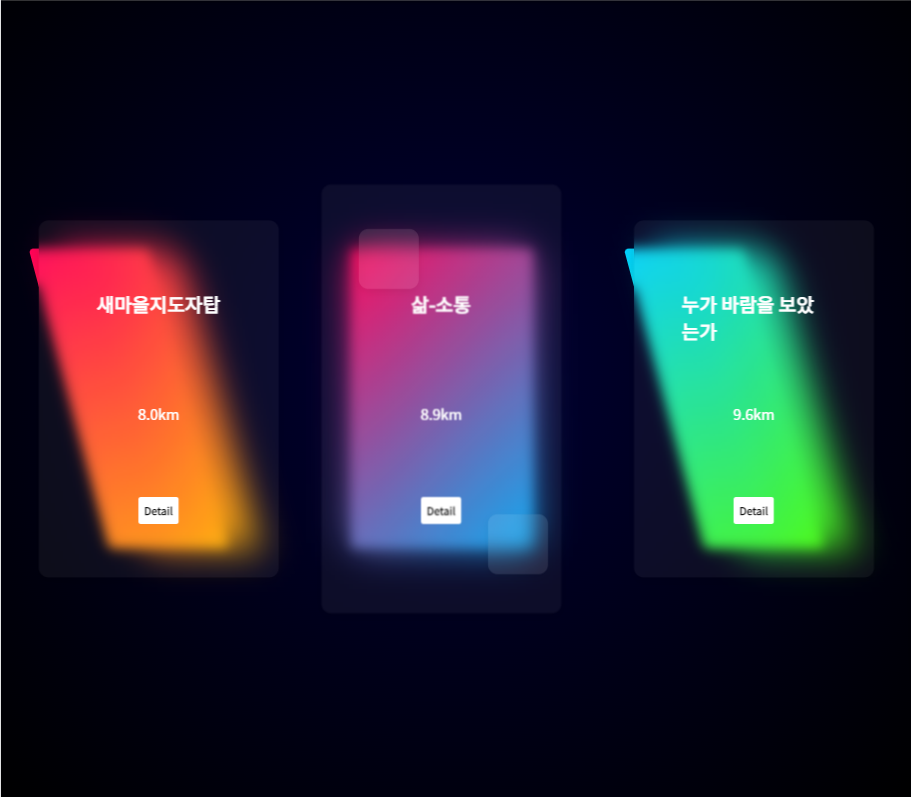 새마을지도자탑
8.0km
Detail
삶-소통
8.9km
Detail
누가 바람을 보았
는가
9.6km
Detail